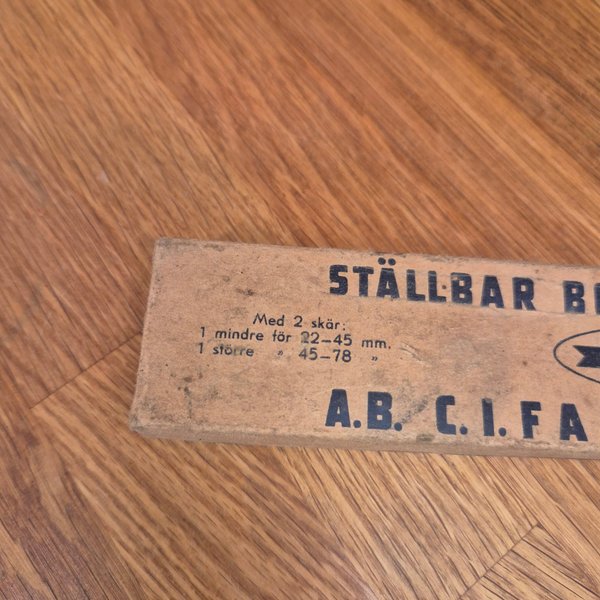 STÄLLBAR B
Med 2 skär:
1 mindre för 22–45 mm.
1 större „ 45–78 „
A.B. C.I. FA